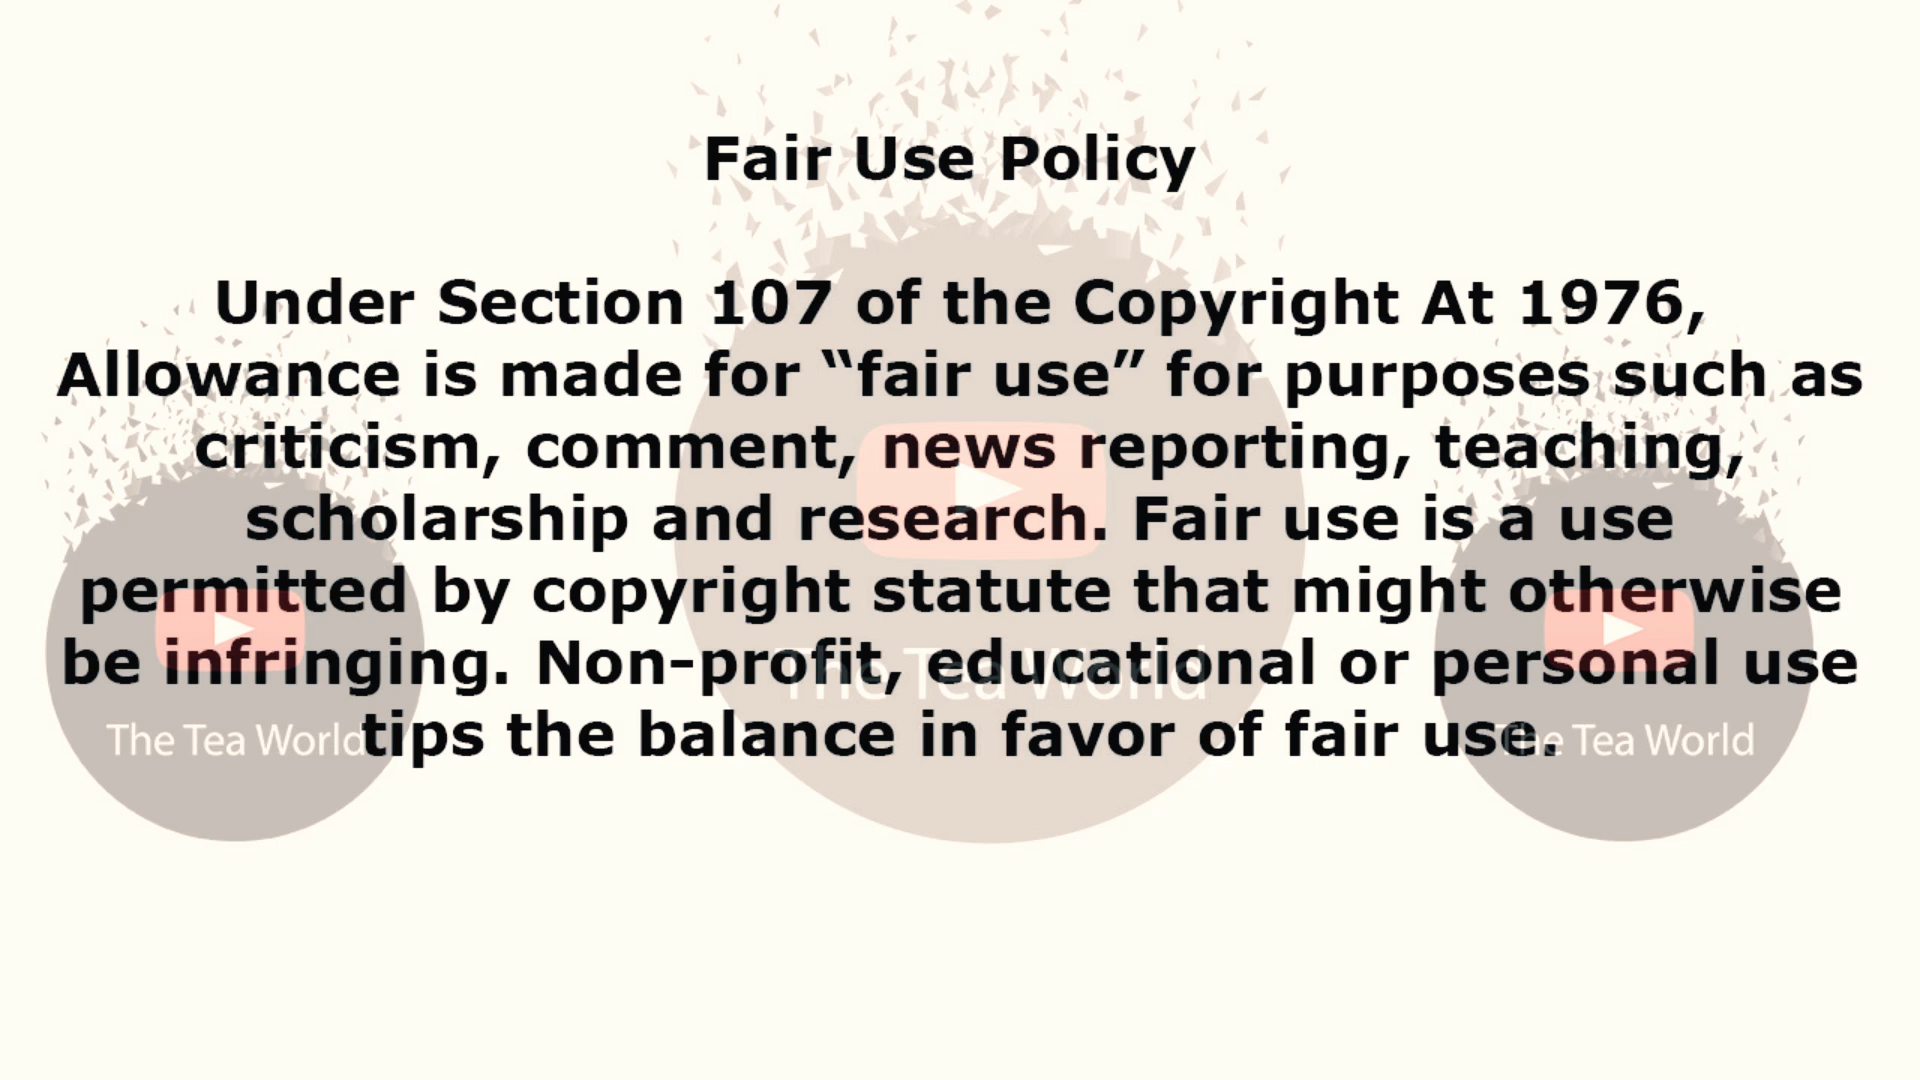 Fair Use Policy
Under Section 107 of the Copyright At 1976,
Allowance is made for “fair use” for purposes such as
criticism, comment, news reporting, teaching,
scholarship and research. Fair use is a use
permitted by copyright statute that might otherwise
be infringing. Non-profit, educational or personal use
tips the balance in favor of fair use.
The Tea World
The Tea World
The Tea World